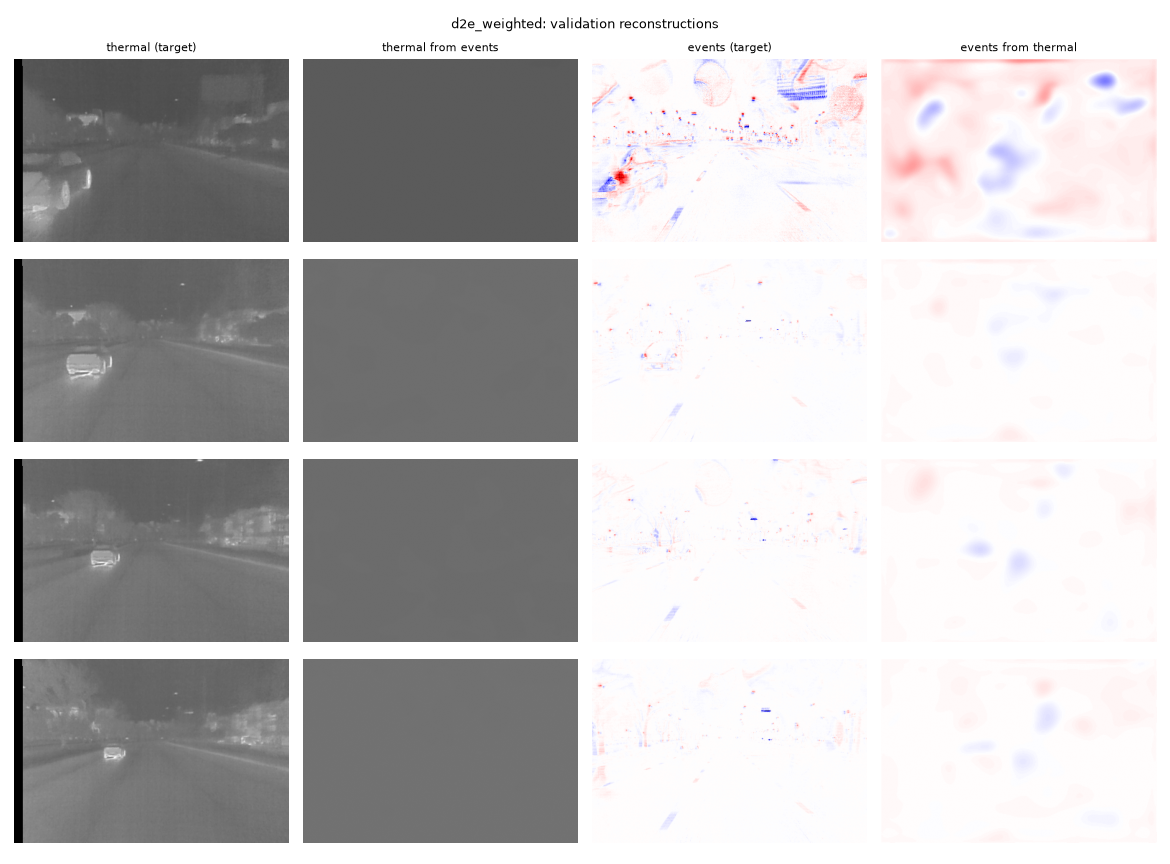 d2e_weighted: validation reconstructions
thermal (target)
thermal from events
events (target)
events from thermal